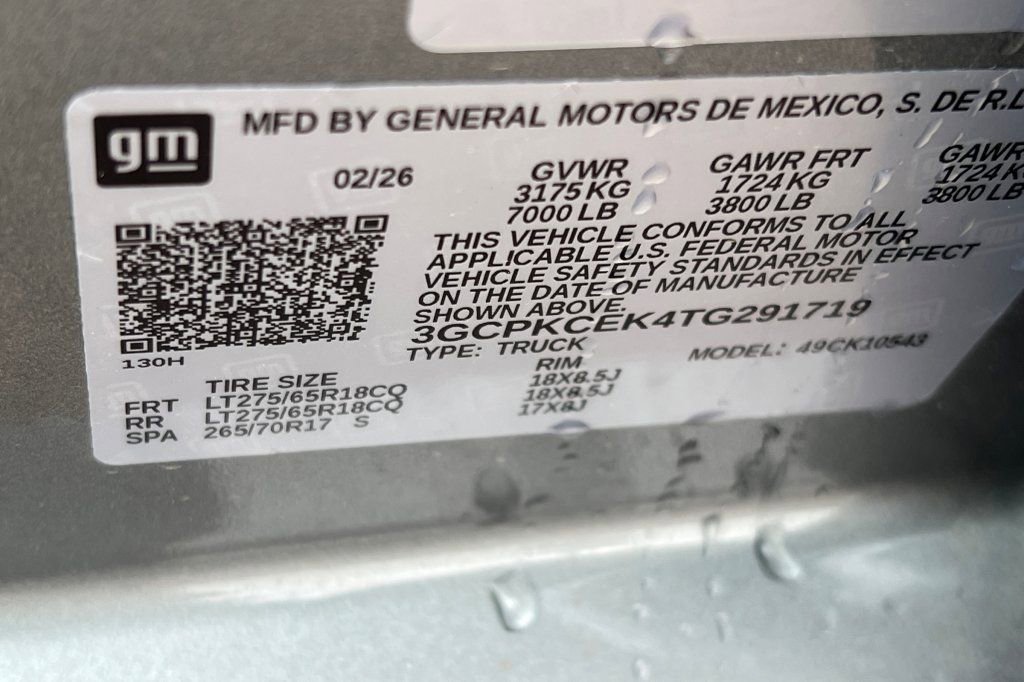 gm
MFD BY GENERAL MOTORS DE MEXICO, S. DE R.L
02/26
GVWR GAWR FRT GAWR
3175 KG 1724 KG 1724 K
7000 LB 3800 LB 3800 LB
THIS VEHICLE CONFORMS TO ALL
APPLICABLE U.S. FEDERAL MOTOR
VEHICLE SAFETY STANDARDS IN EFFECT
ON THE DATE OF MANUFACTURE
SHOWN ABOVE.
3GCPKCEK4TG291719
130H
TYPE: TRUCK MODEL: 49CK10543
TIRE SIZE RIM
FRT LT275/65R18CQ 18X8.5J
RR LT275/65R18CQ 18X8.5J
SPA 265/70R17 S 17X8J